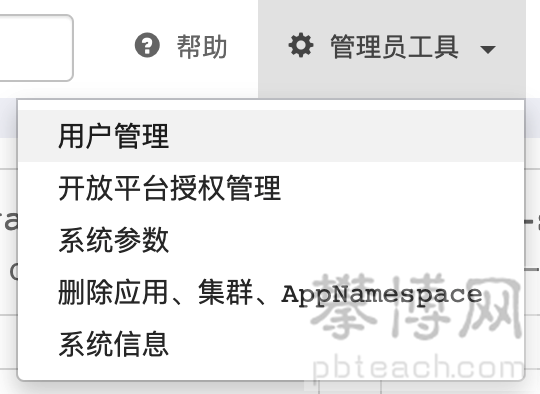 帮助 管理员工具
用户管理
开放平台授权管理
系统参数
删除应用、集群、AppNamespace
系统信息
攀博网
pbteach.com